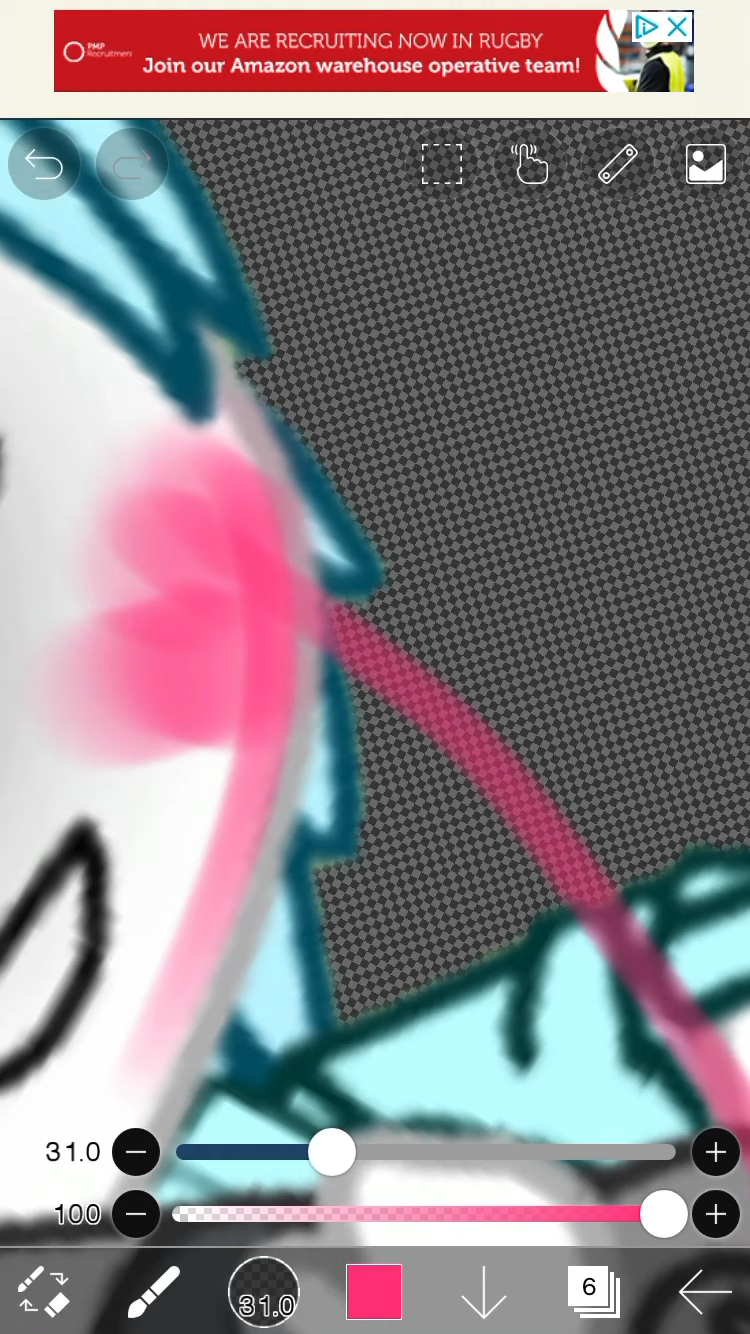 PMP
Recruitment
WE ARE RECRUITING NOW IN RUGBY
Join our Amazon warehouse operative team!
31.0
100
31.0
6